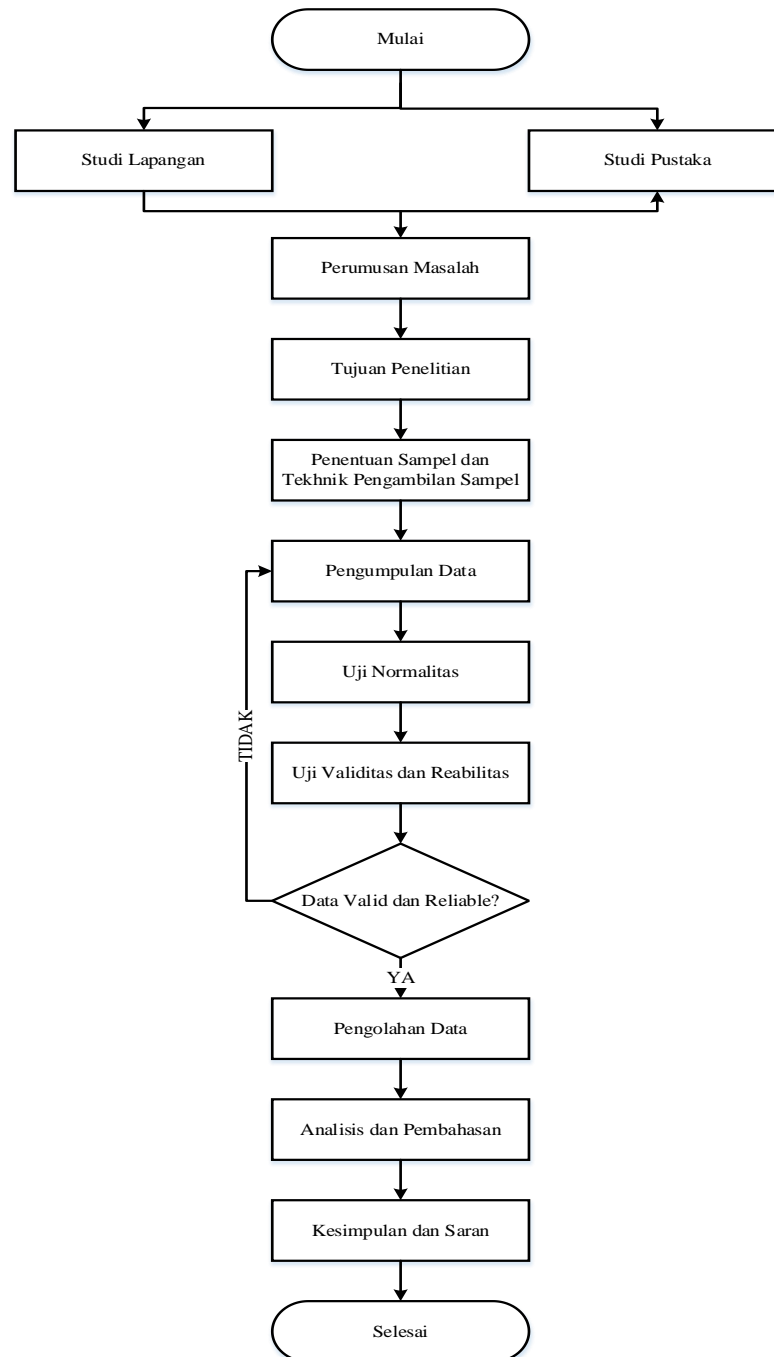 Mulai
Studi Lapangan
Studi Pustaka
Perumusan Masalah
Tujuan Penelitian
Penentuan Sampel dan
Tekhnik Pengambilan Sampel
Pengumpulan Data
Uji Normalitas
TIDAK
Uji Validitas dan Reabilitas
Data Valid dan Reliable?
YA
Pengolahan Data
Analisis dan Pembahasan
Kesimpulan dan Saran
Selesai